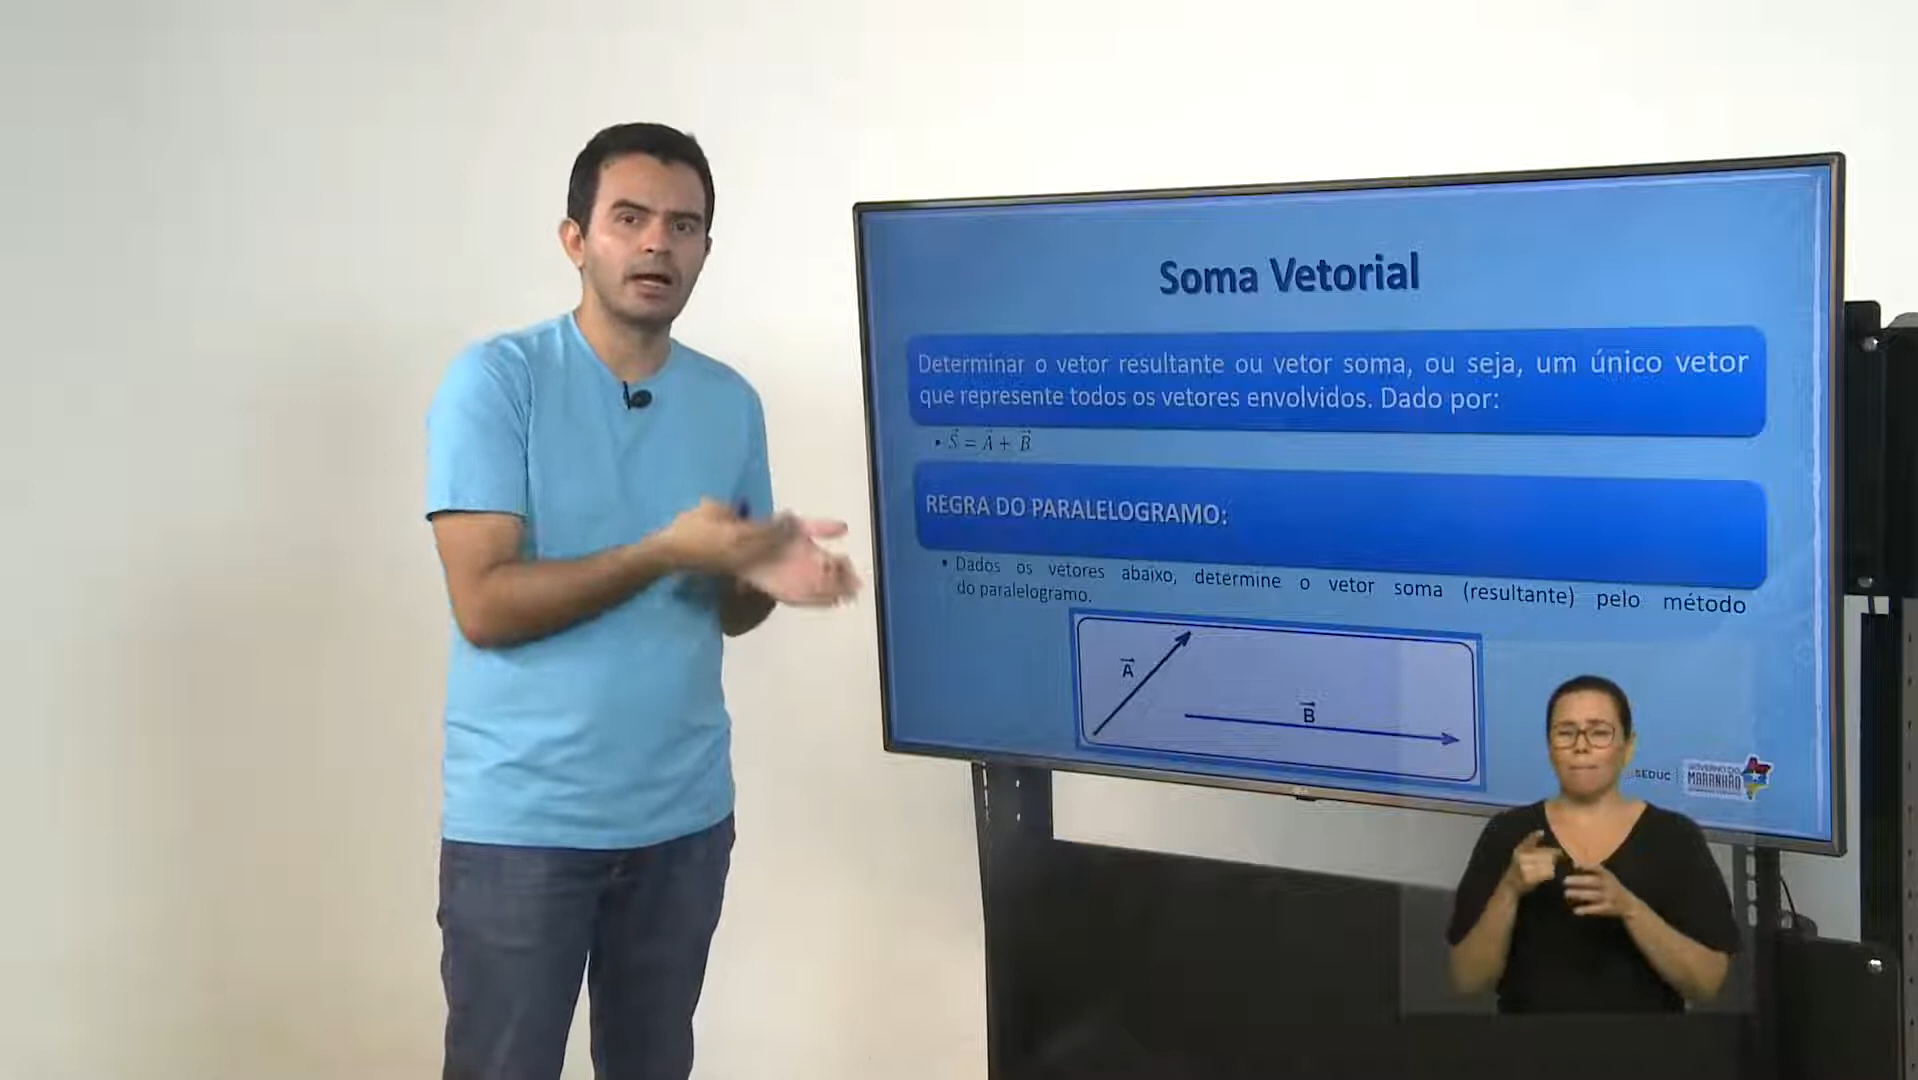 Soma Vetorial
Determinar o vetor resultante ou vetor soma, ou seja, um único vetor
que represente todos os vetores envolvidos. Dado por:
• S⃗ = A⃗ + B⃗
REGRA DO PARALELOGRAMO:
• Dados os vetores abaixo, determine o vetor soma (resultante) pelo método
do paralelogramo.
A⃗
B⃗
SEDUC
GOVERNO DO
MARANHÃO